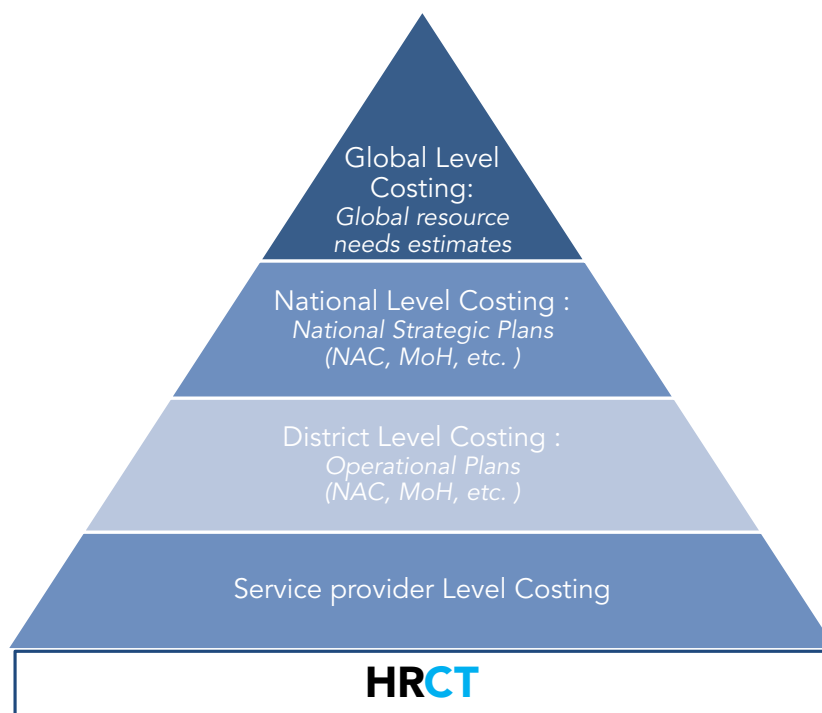 Global Level
Costing:
Global resource
needs estimates
National Level Costing :
National Strategic Plans
(NAC, MoH, etc. )
District Level Costing :
Operational Plans
(NAC, MoH, etc. )
Service provider Level Costing
HRCT